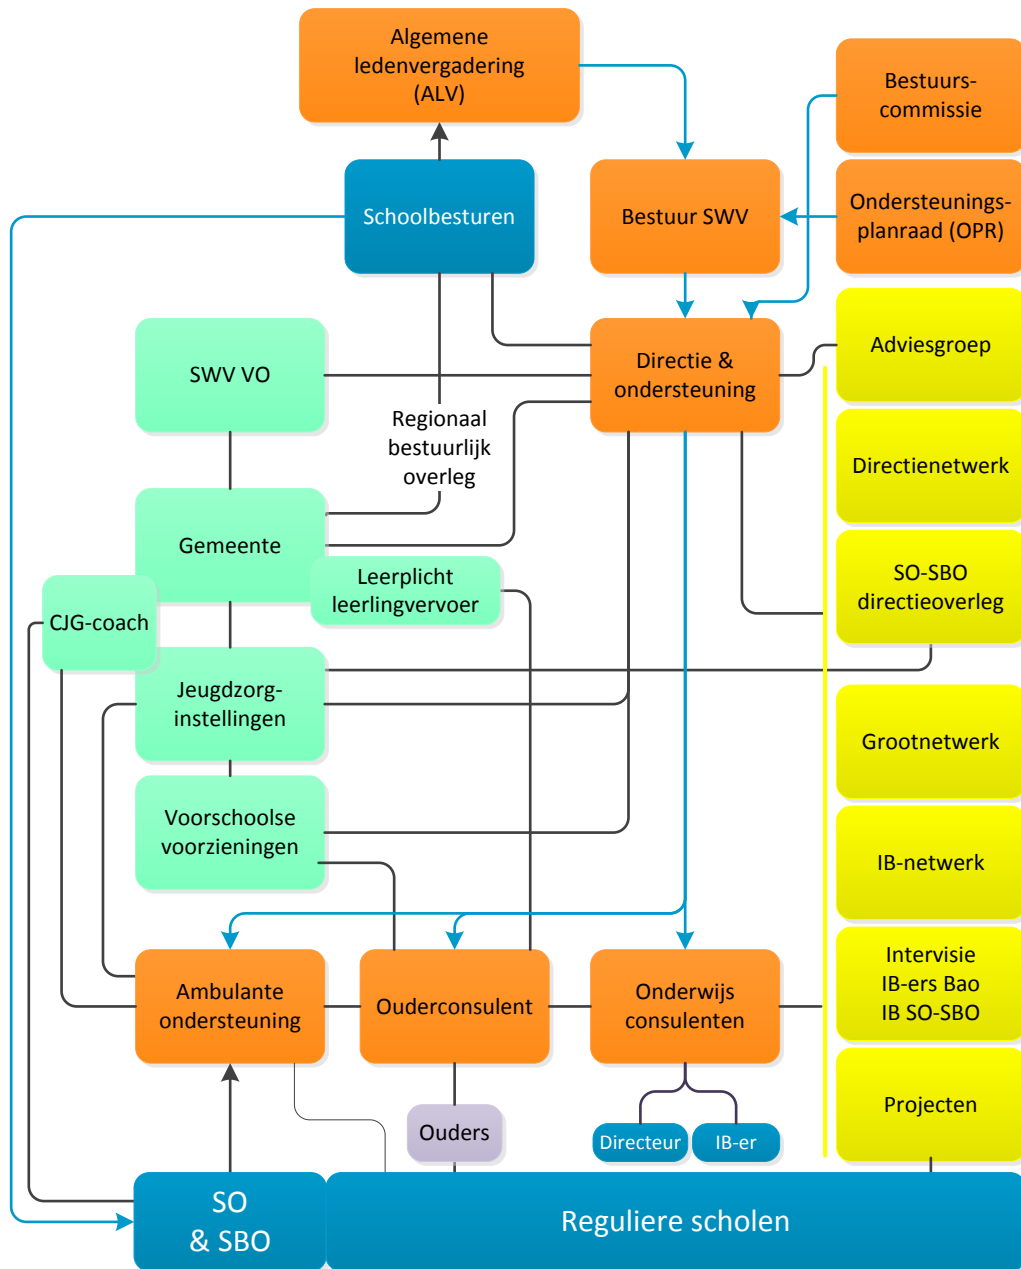 Algemene
ledenvergadering
(ALV)
Bestuurs-
commissie
Schoolbesturen
Bestuur SWV
Ondersteunings-
planraad (OPR)
SWV VO
Directie &
ondersteuning
Adviesgroep
Regionaal
bestuurlijk
overleg
Directienetwerk
Gemeente
Leerplicht
leerlingvervoer
SO-SBO
directieoverleg
CJG-coach
Jeugdzorg-
instellingen
Grootnetwerk
Voorschoolse
voorzieningen
IB-netwerk
Ambulante
ondersteuning
Ouderconsulent
Onderwijs
consulenten
Intervisie
IB-ers Bao
IB SO-SBO
Projecten
Ouders
Directeur
IB-er
SO
& SBO
Reguliere scholen